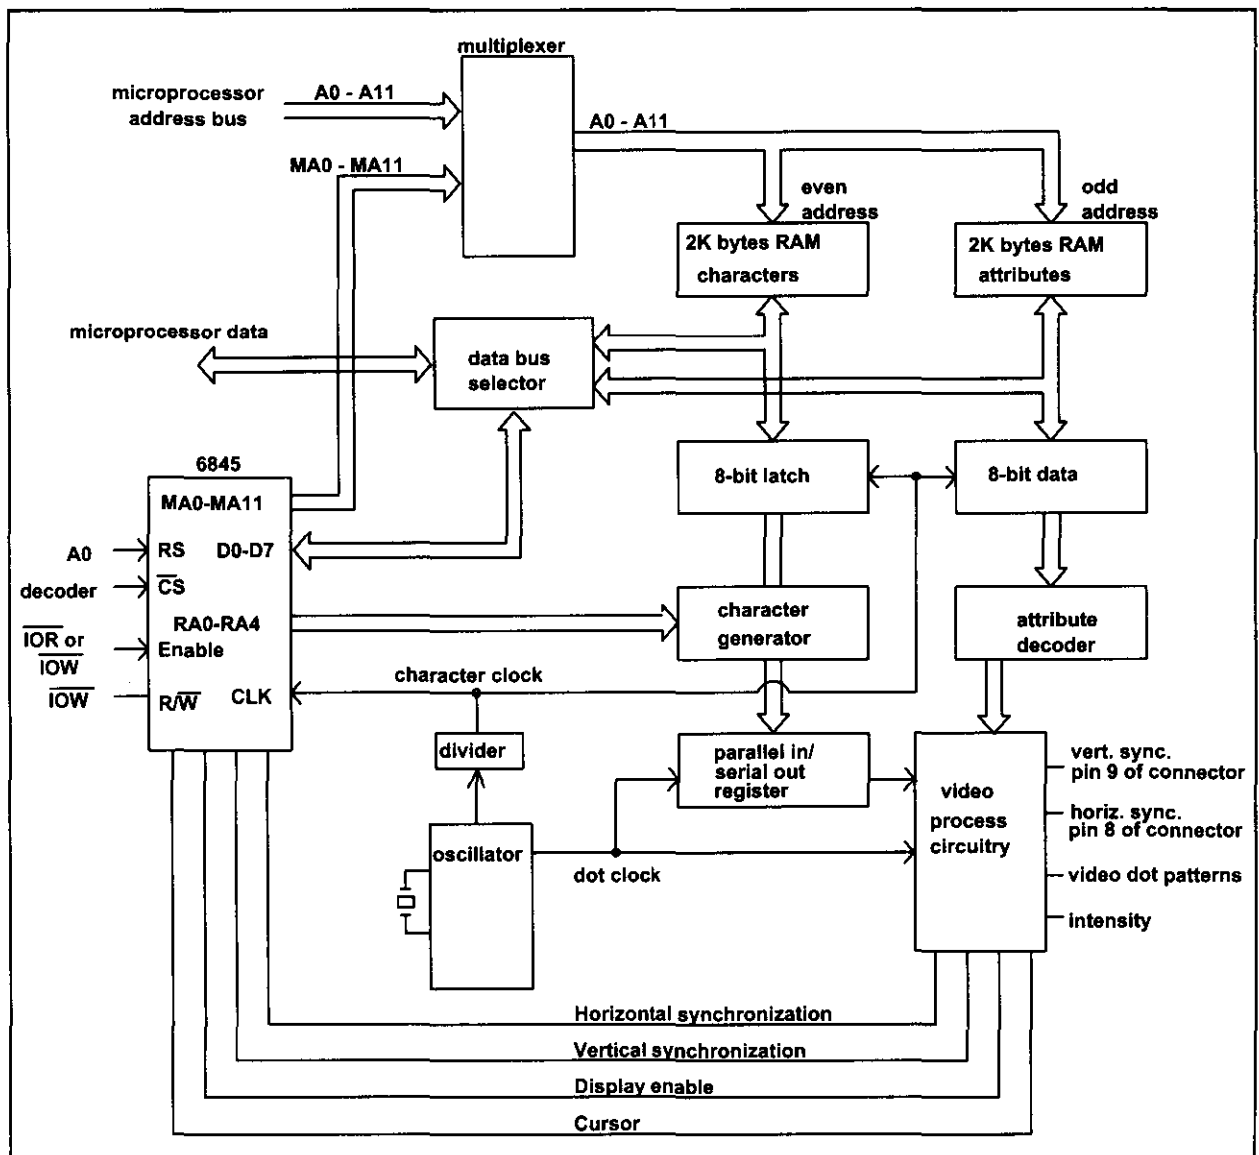 multiplexer
microprocessor
address bus
A0 - A11
A0 - A11
MA0 - MA11
even
address
odd
address
2K bytes RAM
characters
2K bytes RAM
attributes
microprocessor data
data bus
selector
6845
MA0-MA11
8-bit latch
8-bit data
A0
RS
D0-D7
decoder
C̅S̅
RA0-RA4
character
generator
attribute
decoder
I̅O̅R̅ or
I̅O̅W̅
Enable
character clock
I̅O̅W̅
R/W̅
CLK
divider
parallel in/
serial out
register
video
process
circuitry
vert. sync.
pin 9 of connector
horiz. sync.
pin 8 of connector
oscillator
dot clock
video dot patterns
intensity
Horizontal synchronization
Vertical synchronization
Display enable
Cursor